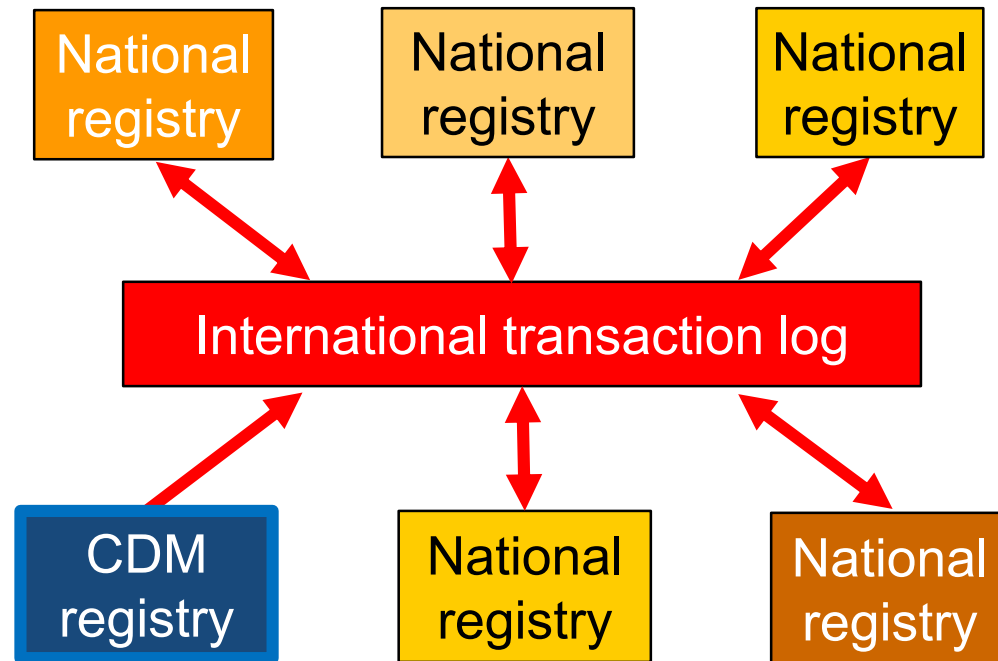 National
registry
National
registry
National
registry
International transaction log
CDM
registry
National
registry
National
registry